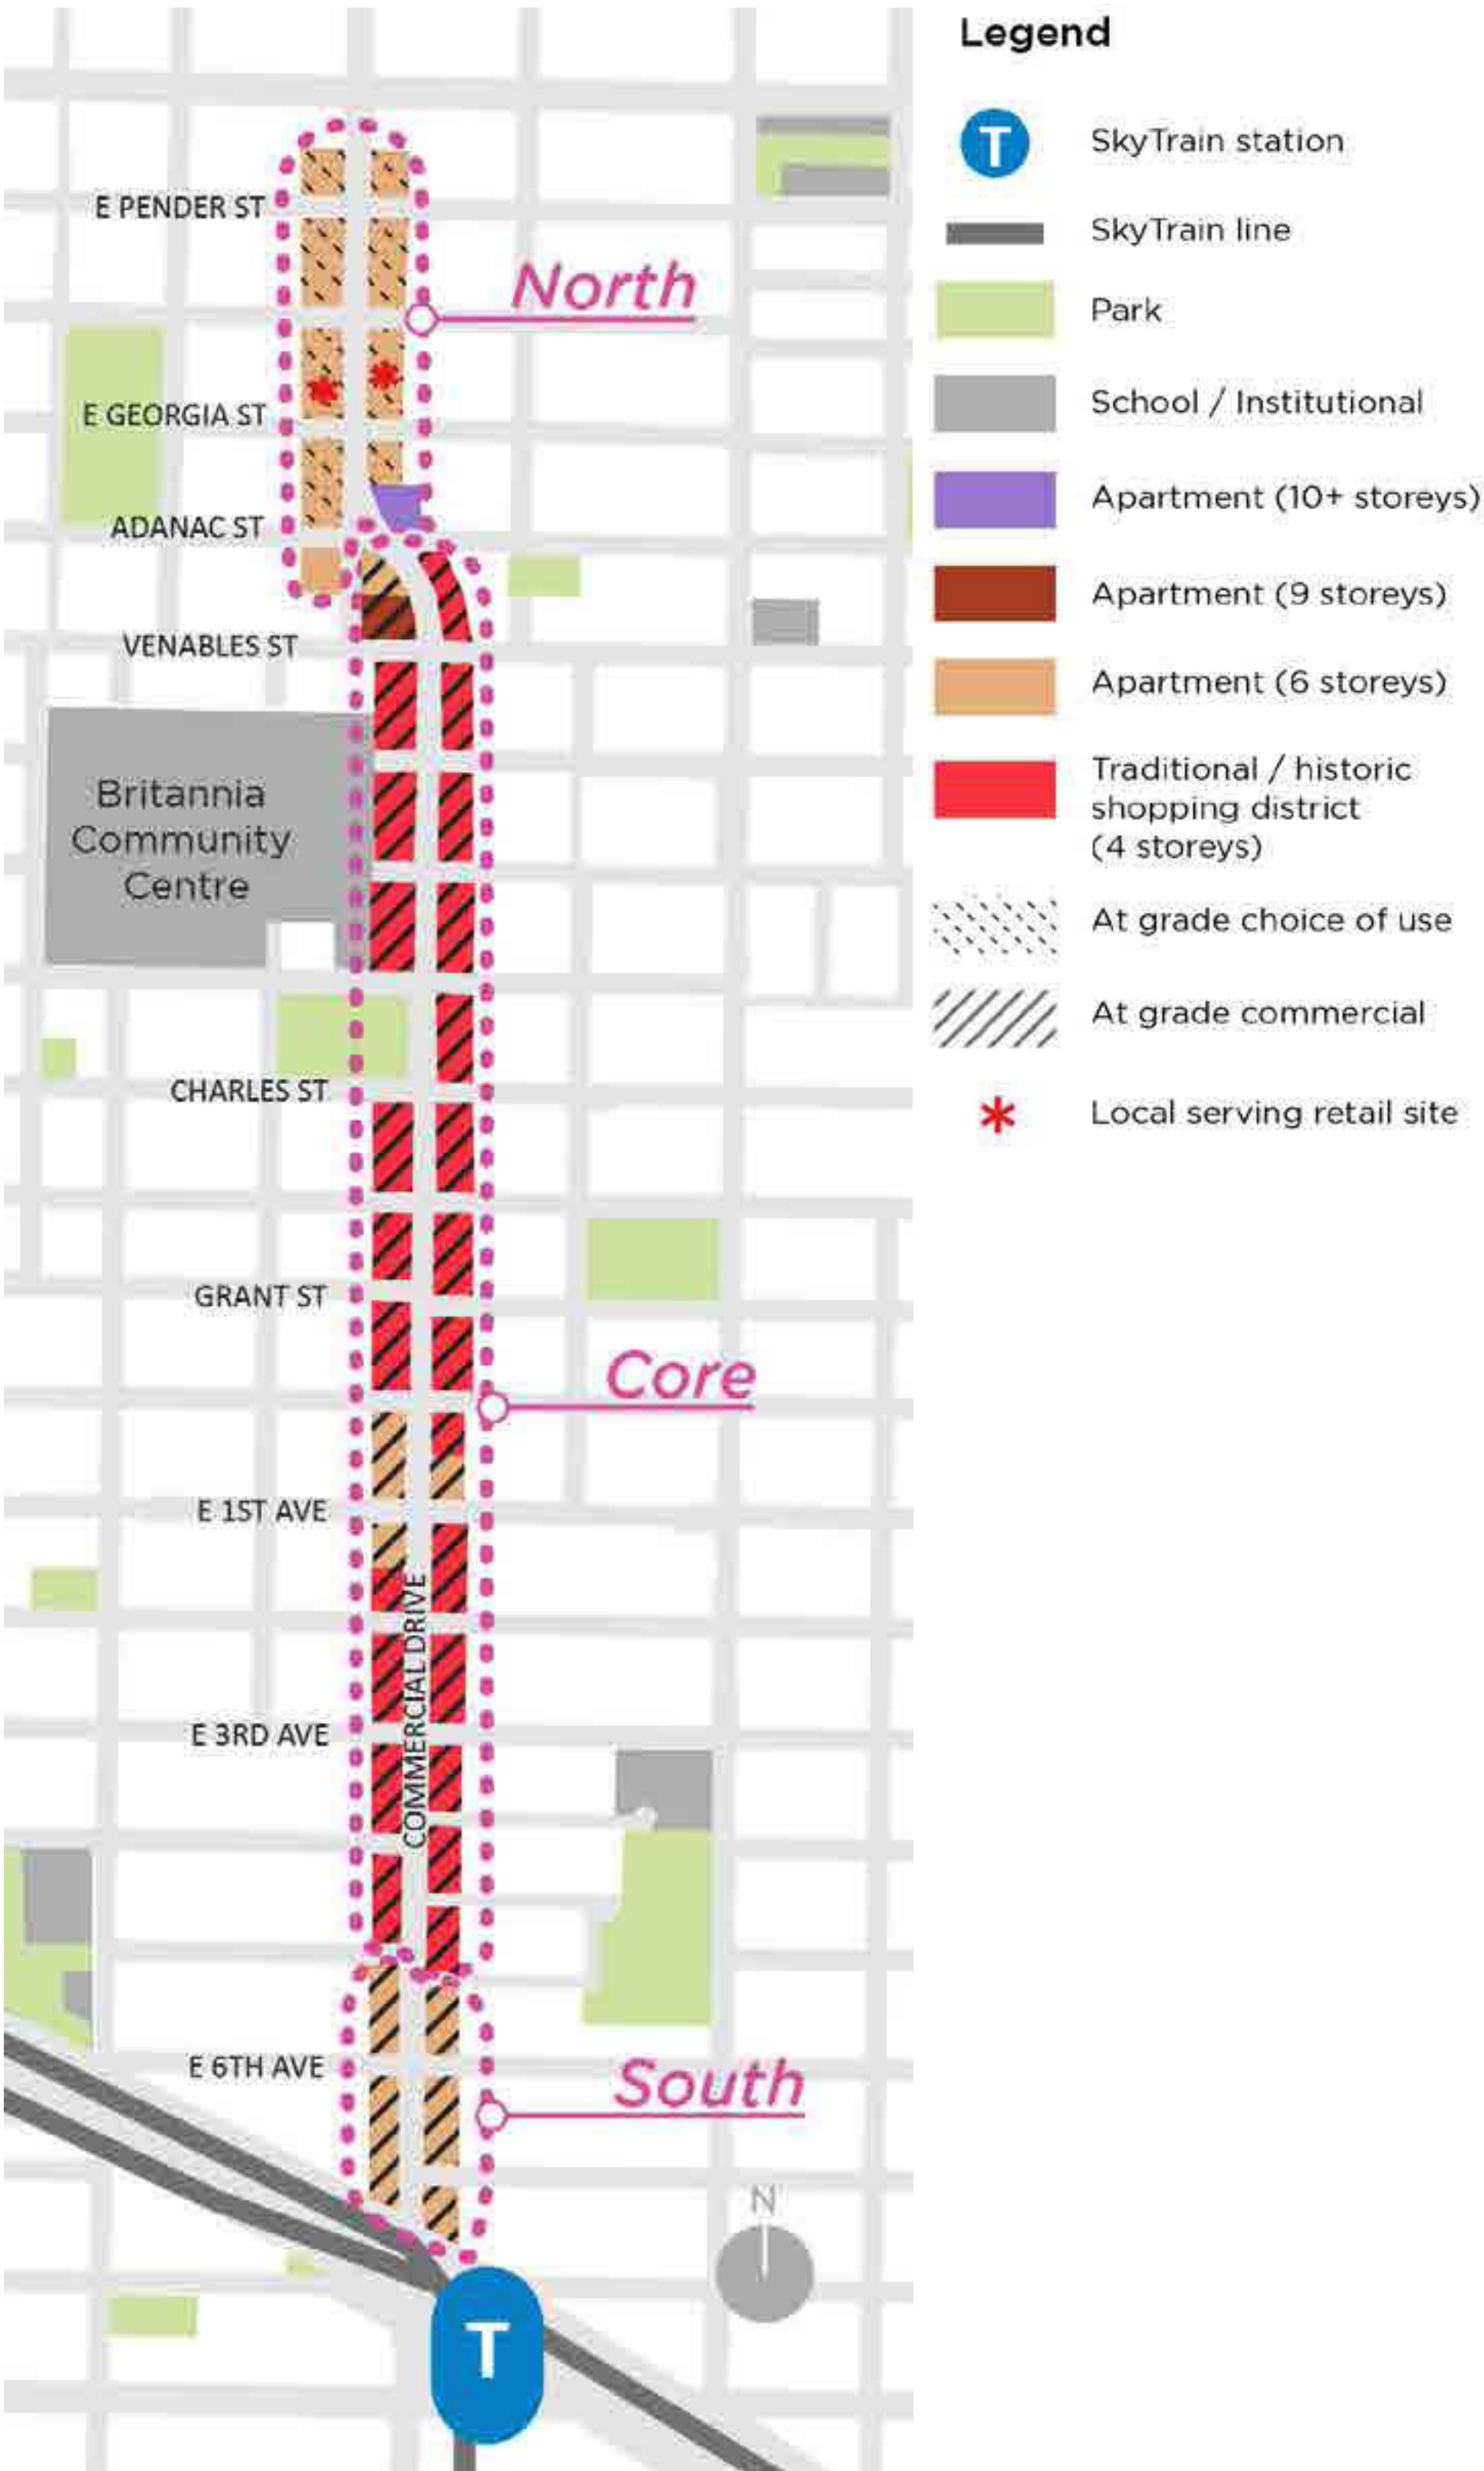 Legend
T
SkyTrain station
SkyTrain line
Park
School / Institutional
Apartment (10+ storeys)
Apartment (9 storeys)
Apartment (6 storeys)
Traditional / historic
shopping district
(4 storeys)
At grade choice of use
At grade commercial
Local serving retail site
E PENDER ST
North
E GEORGIA ST
ADANAC ST
VENABLES ST
Britannia
Community
Centre
CHARLES ST
GRANT ST
Core
E 1ST AVE
COMMERCIAL DRIVE
E 3RD AVE
E 6TH AVE
South
N
T